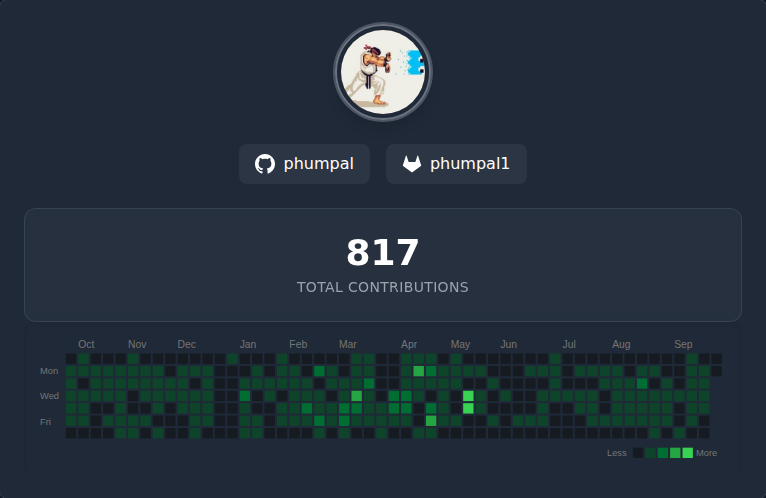 phumpal phumpal1
817
TOTAL CONTRIBUTIONS
Oct Nov Dec Jan Feb Mar Apr May Jun Jul Aug Sep
Mon
Wed
Fri
Less More